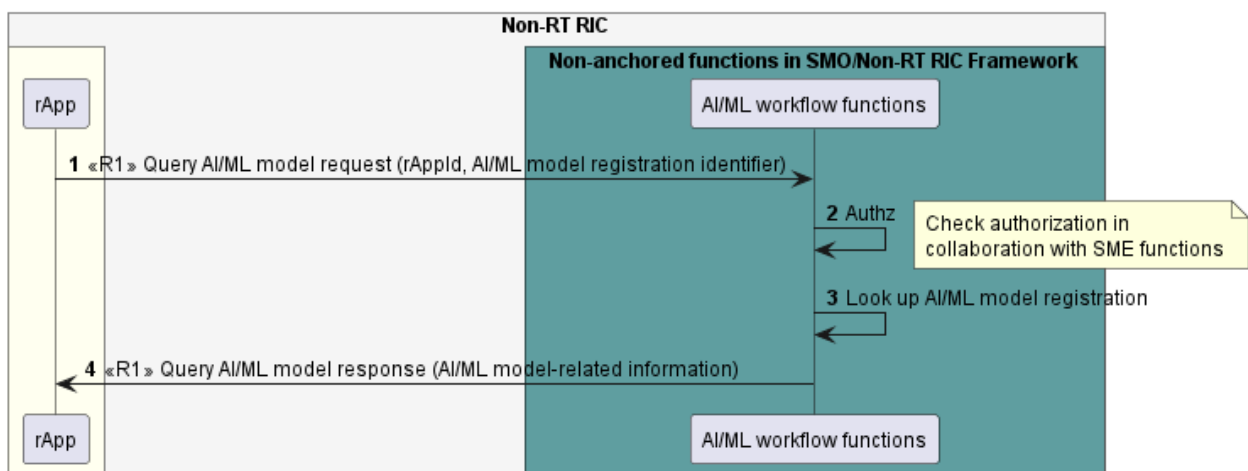 Non-RT RIC
Non-anchored functions in SMO/Non-RT RIC Framework
rApp
AI/ML workflow functions
1 «R1» Query AI/ML model request (rAppId, AI/ML model registration identifier)
2 Authz
Check authorization in
collaboration with SME functions
3 Look up AI/ML model registration
4 «R1» Query AI/ML model response (AI/ML model-related information)
rApp
AI/ML workflow functions